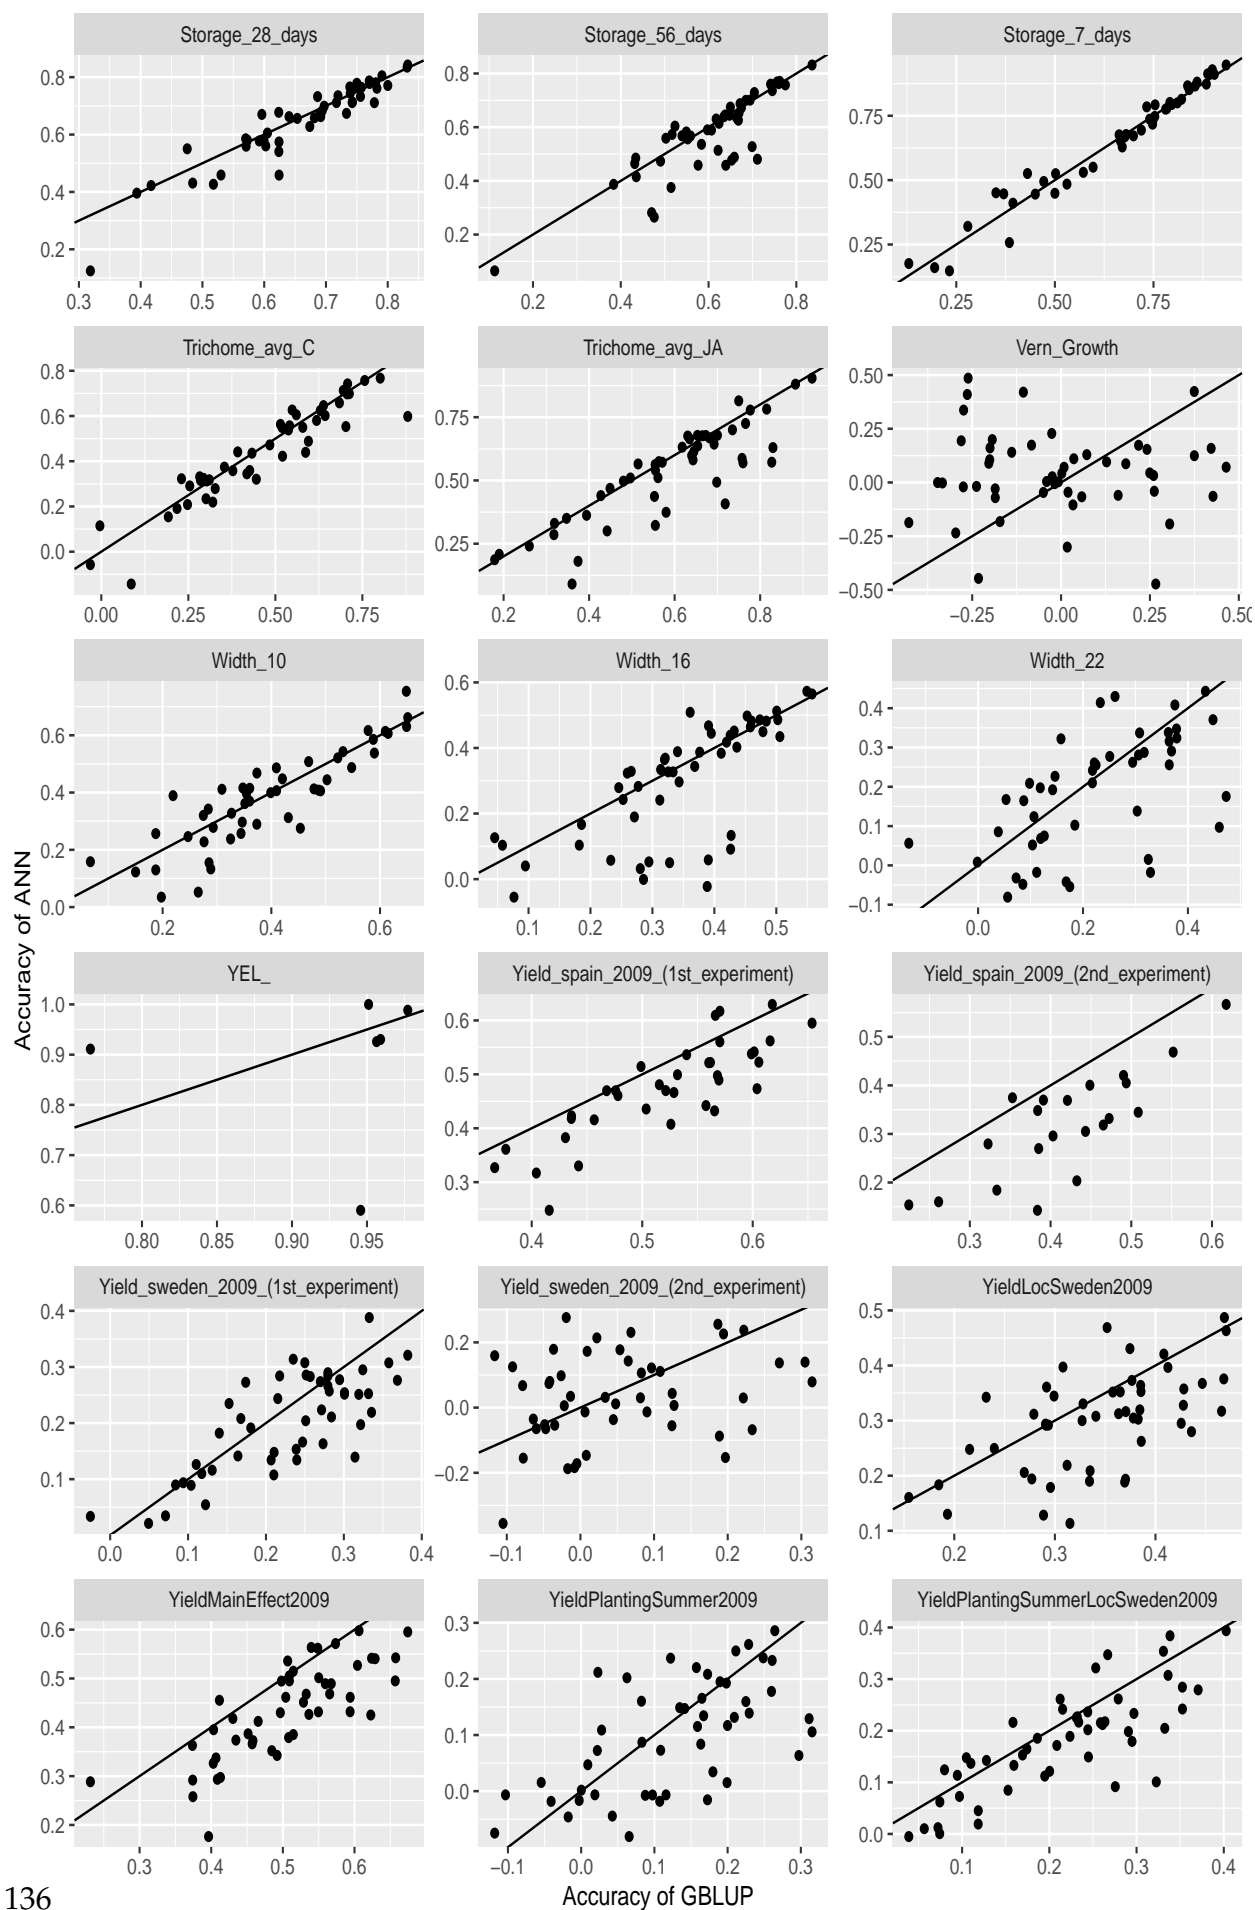 Storage_28_days Storage_56_days Storage_7_days
0.8 0.8 0.75
0.6 0.6 0.50
0.4 0.4 0.25
0.2 0.2
0.3 0.4 0.5 0.6 0.7 0.8 0.2 0.4 0.6 0.8 0.25 0.50 0.75
Trichome_avg_C Trichome_avg_JA Vern_Growth
0.8 0.75 0.50
0.6 0.50 0.25
0.4 0.25 0.00
0.2 −0.25
0.0 −0.50
0.00 0.25 0.50 0.75 0.2 0.4 0.6 0.8 −0.25 0.00 0.25 0.50
Width_10 Width_16 Width_22
0.6 0.6 0.4
0.4 0.4 0.3
0.2 0.2 0.2
0.0 0.0 0.1
0.0
−0.1
0.2 0.4 0.6 0.1 0.2 0.3 0.4 0.5 0.0 0.2 0.4
Accuracy of ANN
YEL_ Yield_spain_2009_(1st_experiment) Yield_spain_2009_(2nd_experiment)
1.0 0.6 0.5
0.9 0.5 0.4
0.8 0.4 0.3
0.7 0.3 0.2
0.6
0.80 0.85 0.90 0.95 0.4 0.5 0.6 0.3 0.4 0.5 0.6
Yield_sweden_2009_(1st_experiment) Yield_sweden_2009_(2nd_experiment) YieldLocSweden2009
0.4 0.2 0.5
0.3 0.0 0.4
0.2 −0.2 0.3
0.1 0.2
0.1
0.0 0.1 0.2 0.3 0.4 −0.1 0.0 0.1 0.2 0.3 0.2 0.4
YieldMainEffect2009 YieldPlantingSummer2009 YieldPlantingSummerLocSweden2009
0.6 0.3 0.4
0.5 0.2 0.3
0.4 0.1 0.2
0.3 0.0 0.1
0.2 0.0
0.3 0.4 0.5 0.6 −0.1 0.0 0.1 0.2 0.3 0.1 0.2 0.3 0.4
Accuracy of GBLUP
136